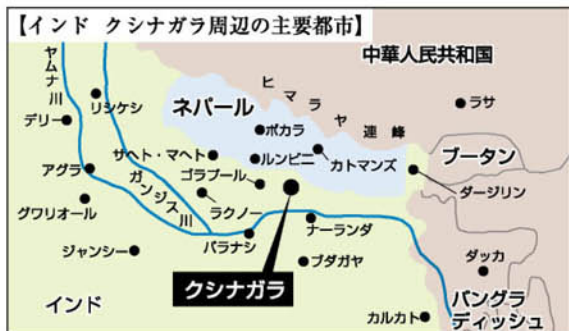 【インド クシナガラ周辺の主要都市】
中華人民共和国
ヤムナ川
リシケシ
デリー
ネパール
ヒマラヤ連峰
ラサ
ポカラ
ブータン
サヘト・マヘト
ルンビニ
カトマンズ
アグラ
ゴラプール
ダージリン
ガンジス川
ラクノー
グワリオール
ナーランダ
バラナシ
ジャンシー
ブダガヤ
ダッカ
クシナガラ
インド
バングラ
ディッシュ
カルカト